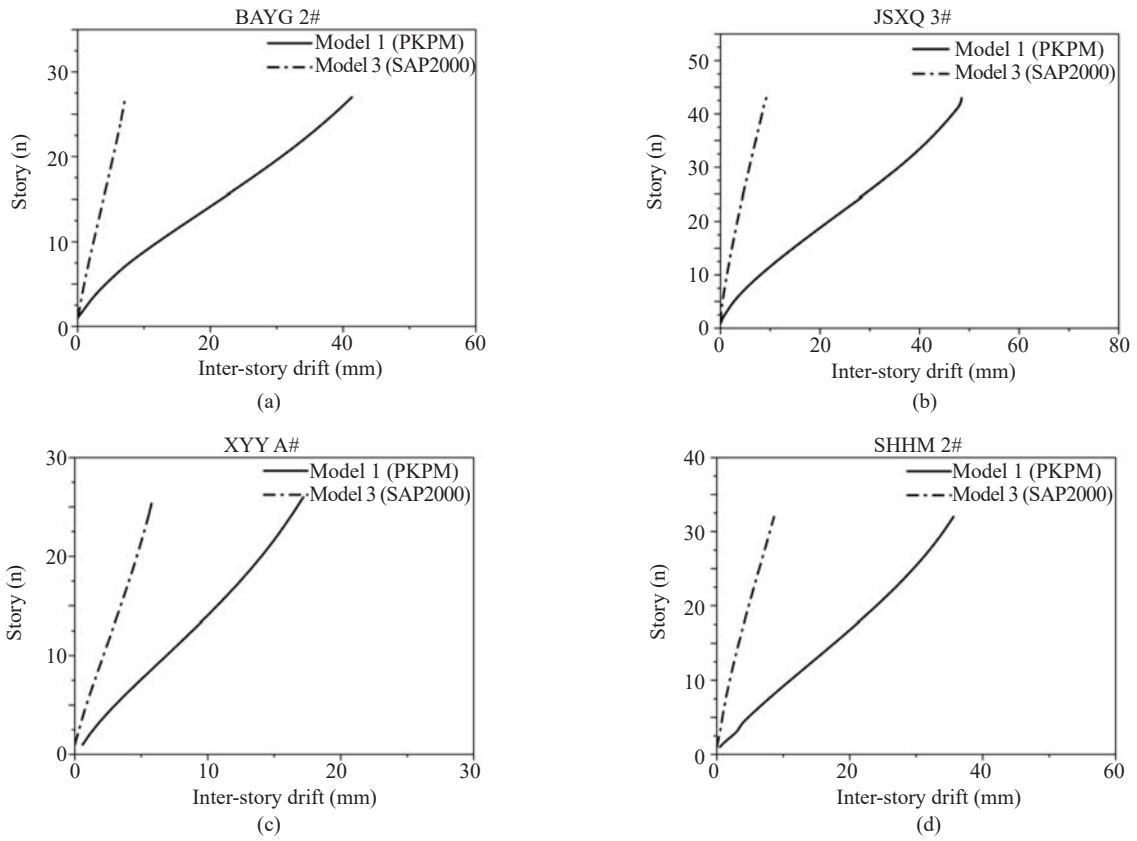 BAYG 2#
Model 1 (PKPM)
Model 3 (SAP2000)
30
20
10
0
Story (n)
0 20 40 60
Inter-story drift (mm)
(a)
JSXQ 3#
Model 1 (PKPM)
Model 3 (SAP2000)
50
40
30
20
10
0
Story (n)
0 20 40 60 80
Inter-story drift (mm)
(b)
XYY A#
Model 1 (PKPM)
Model 3 (SAP2000)
30
20
10
0
Story (n)
0 10 20 30
Inter-story drift (mm)
(c)
SHHM 2#
Model 1 (PKPM)
Model 3 (SAP2000)
40
30
20
10
0
Story (n)
0 20 40 60
Inter-story drift (mm)
(d)